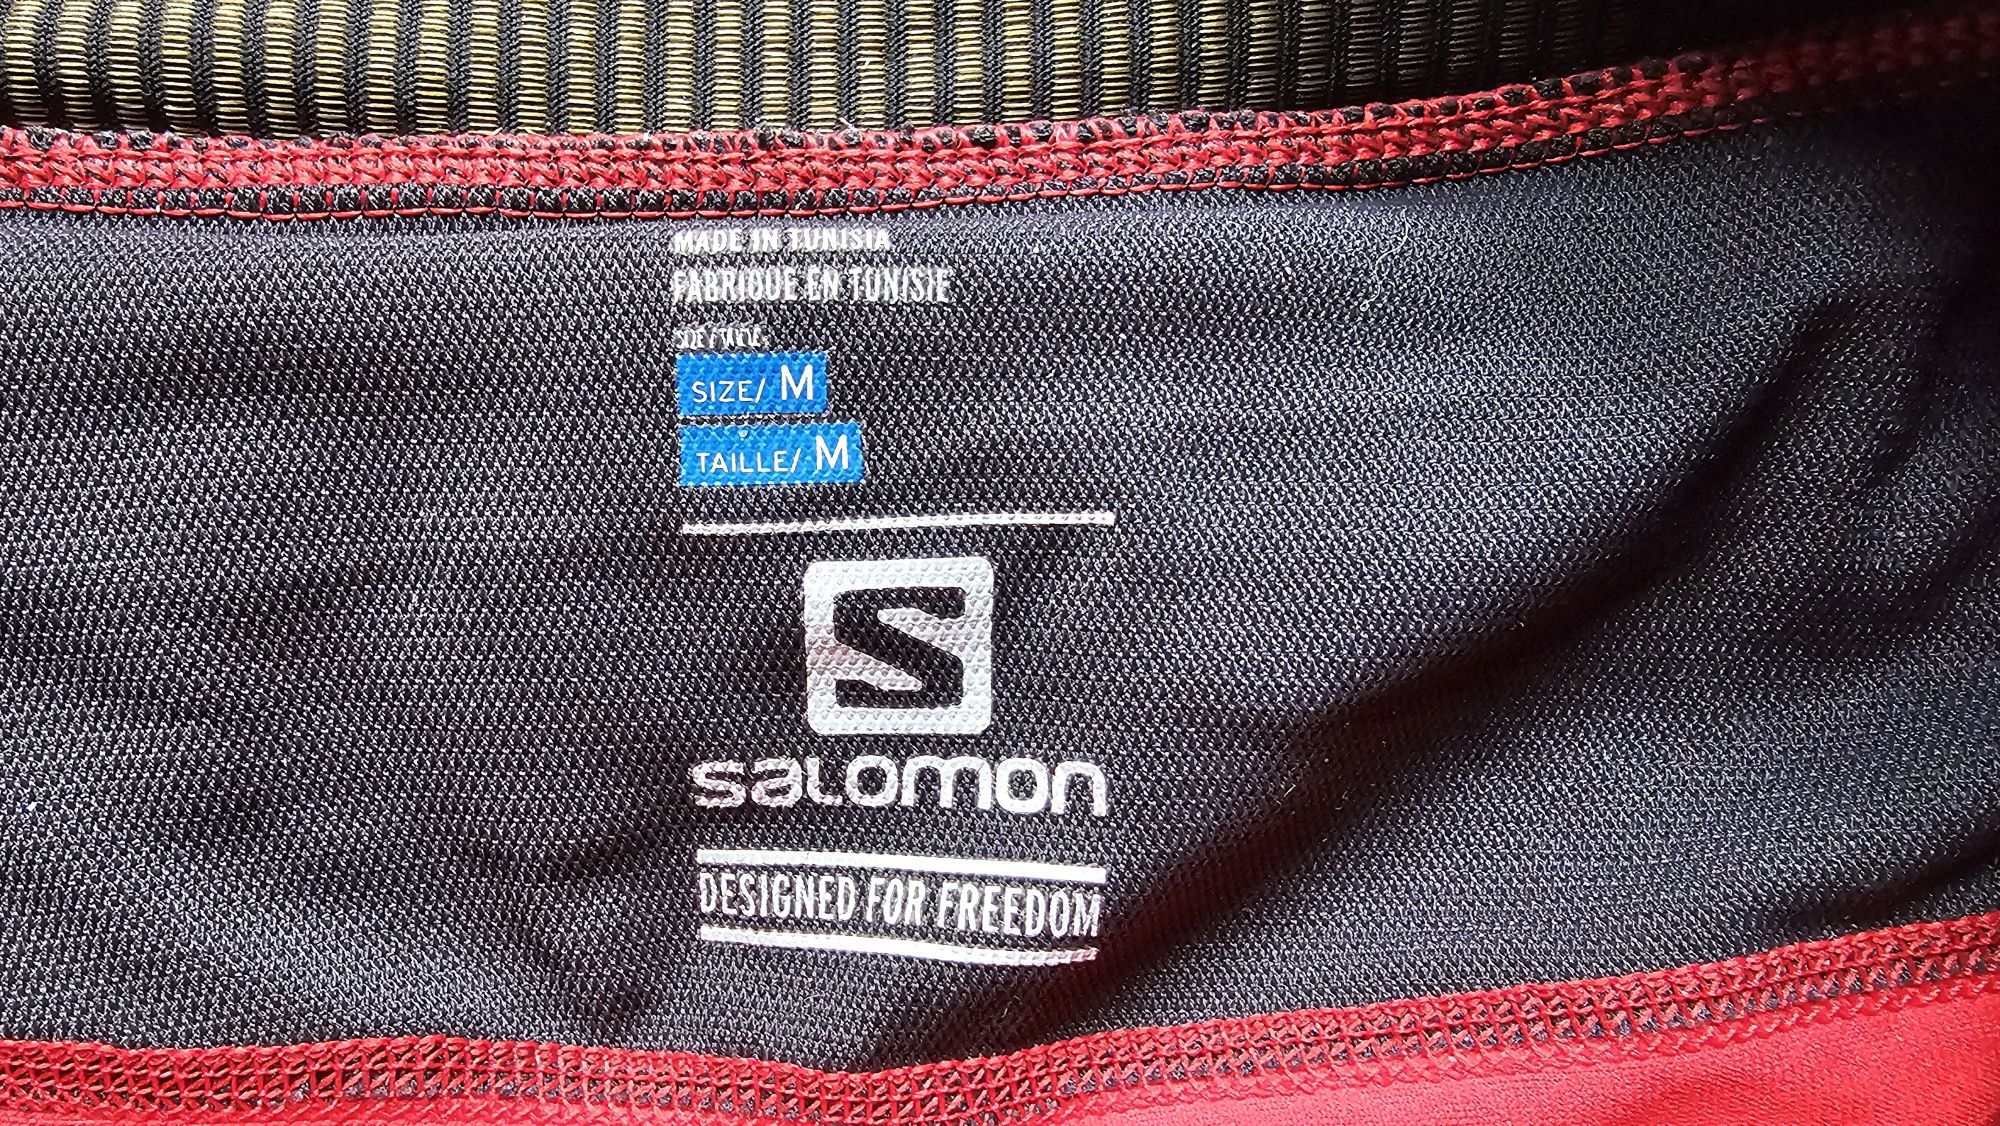 MADE IN TUNISIA
FABRIQUE EN TUNISIE
SIZE/ M
TAILLE/ M
S
SALOMON
DESIGNED FOR FREEDOM